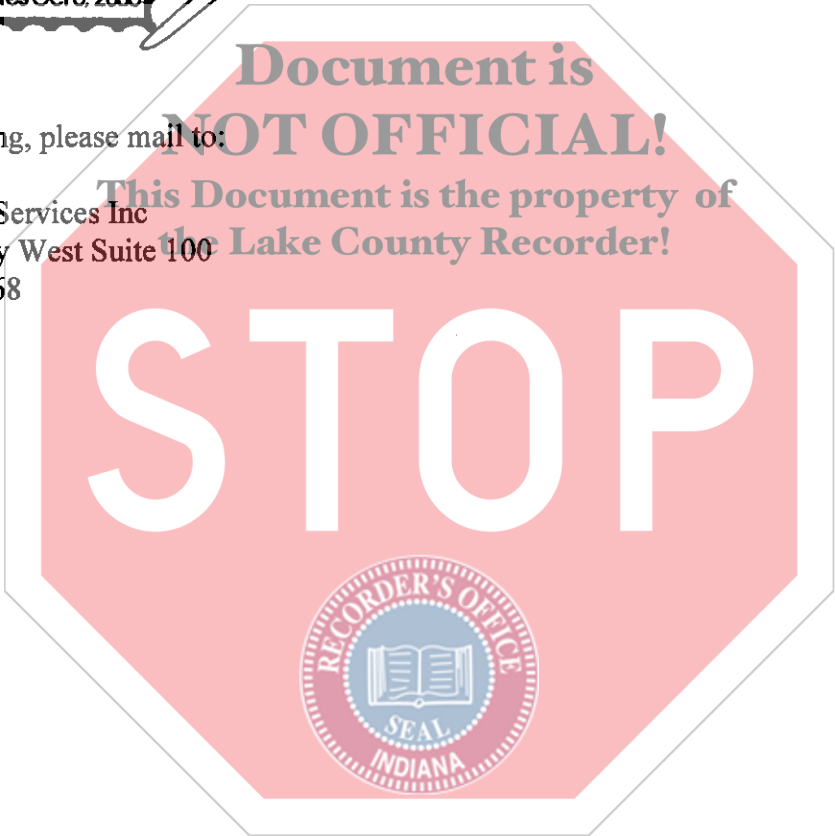 Document is
NOT OFFICIAL!
ng, please mail to:
This Document is the property of
Services Inc
the Lake County Recorder!
y West Suite 100
68
STOP
RECORDER'S OFFICE
SEAL
INDIANA